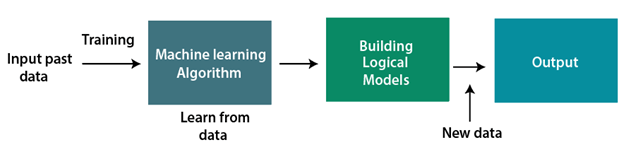 Input past
data
Training
Machine learning
Algorithm
Learn from
data
Building
Logical
Models
New data
Output